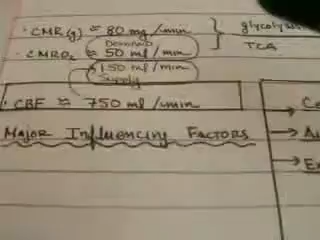 · CMR(g) ≈ 80 mg/min } glycolysis
Demand
· CMRO₂ ≈ 50 ml/min TCA
150 ml/min
Supply
· CBF ≈ 750 ml/min
Major Influencing Factors